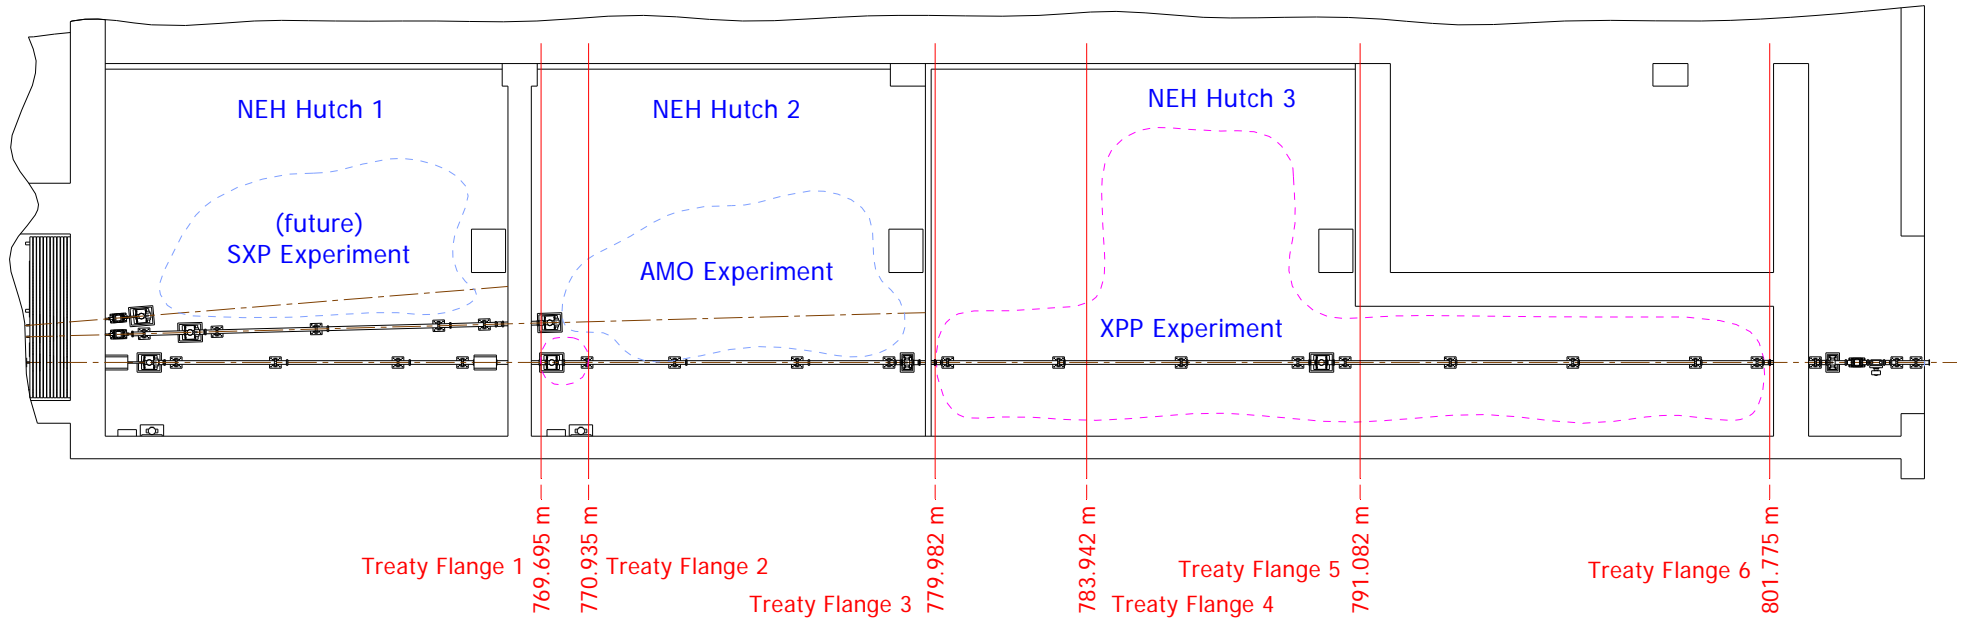 NEH Hutch 1
NEH Hutch 2
NEH Hutch 3
(future)
SXP Experiment
AMO Experiment
XPP Experiment
Treaty Flange 1
769.695 m
770.935 m
Treaty Flange 2
Treaty Flange 3
779.982 m
783.942 m
Treaty Flange 4
Treaty Flange 5
791.082 m
Treaty Flange 6
801.775 m